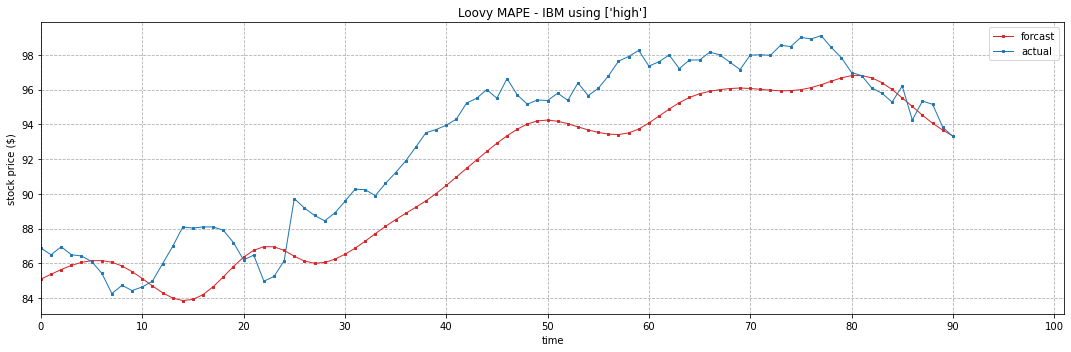 Loovy MAPE - IBM using ['high']
forcast
actual
stock price ($)
98
96
94
92
90
88
86
84
0 10 20 30 40 50 60 70 80 90 100
time